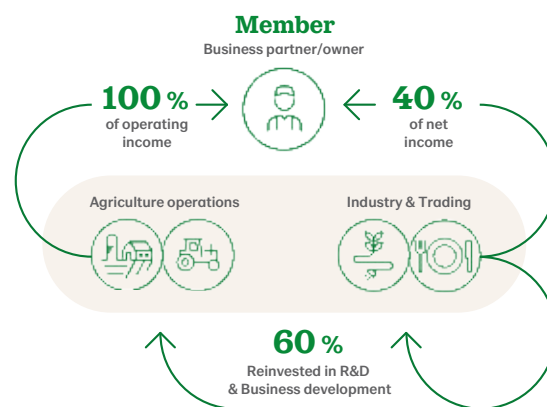 Member
Business partner/owner
100 %
of operating
income
40 %
of net
income
Agriculture operations
Industry & Trading
60 %
Reinvested in R&D
& Business development